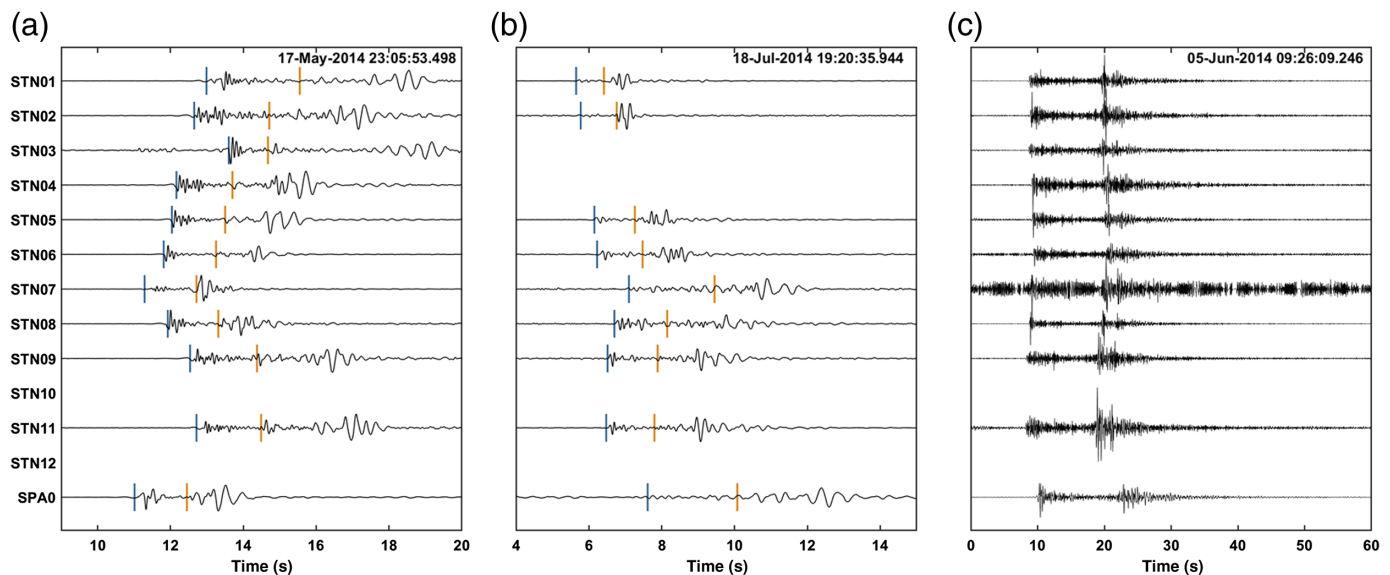 (a)
(b)
(c)
17-May-2014 23:05:53.498
18-Jul-2014 19:20:35.944
05-Jun-2014 09:26:09.246
STN01
STN02
STN03
STN04
STN05
STN06
STN07
STN08
STN09
STN10
STN11
STN12
SPA0
10 12 14 16 18 20
4 6 8 10 12 14
0 10 20 30 40 50 60
Time (s)
Time (s)
Time (s)